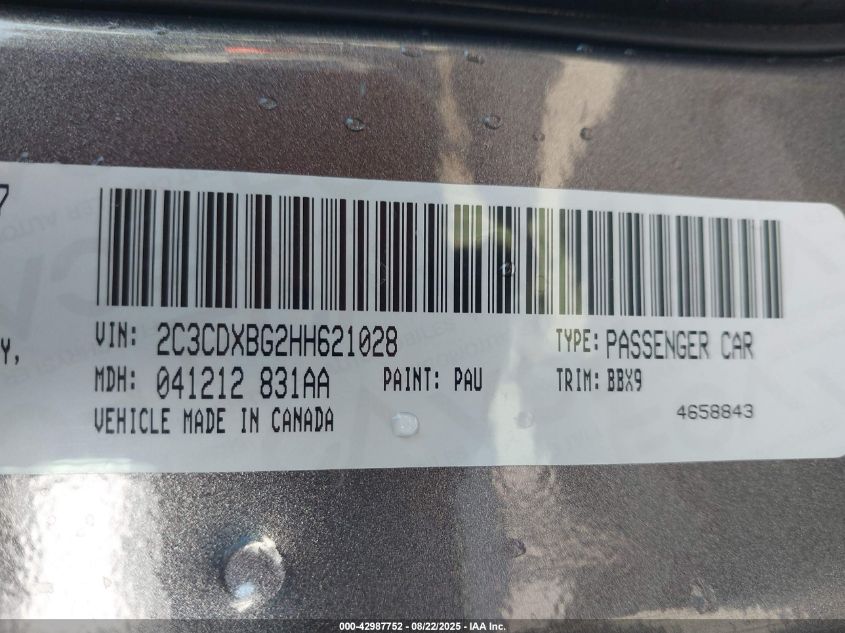 7
VIN: 2C3CDXBG2HH621028 TYPE: PASSENGER CAR
Y,
MDH: 041212 831AA PAINT: PAU TRIM: BBX9
VEHICLE MADE IN CANADA 4658843
000-42987752 - 08/22/2025 - IAA Inc.